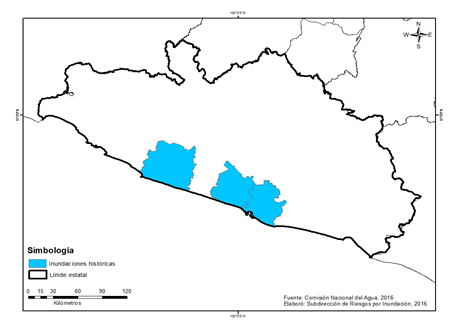 N
W E
S
Simbología
Inundaciones históricas
Límite estatal
0 15 30 60 90 120
Kilómetros
Fuente: Comisión Nacional del Agua, 2016
Elaboró: Subdirección de Riesgos por Inundación, 2016